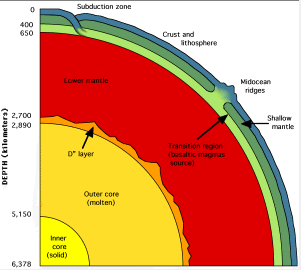 Subduction zone
0
400
650
Crust and
lithosphere
Midocean
ridges
Lower mantle
2,700
2,890
Shallow
mantle
Transition region
(basaltic magmas
source)
D" layer
DEPTH (kilometers)
Outer core
(molten)
5,150
Inner
core
(solid)
6,378